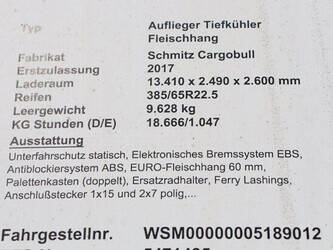 Typ Auflieger Tiefkühler
Fleischhang
Fabrikat Schmitz Cargobull
Erstzulassung 2017
Laderaum 13.410 x 2.490 x 2.600 mm
Reifen 385/65R22.5
Leergewicht 9.628 kg
KG Stunden (D/E) 18.666/1.047
Ausstattung
Unterfahrschutz statisch, Elektronisches Bremssystem EBS,
Antiblockiersystem ABS, EURO-Fleischhang 60 mm,
Palettenkasten (doppelt), Ersatzradhalter, Ferry Lashings,
Anschlußstecker 1x15 und 2x7 polig,...
Fahrgestellnr. WSM00000005189012